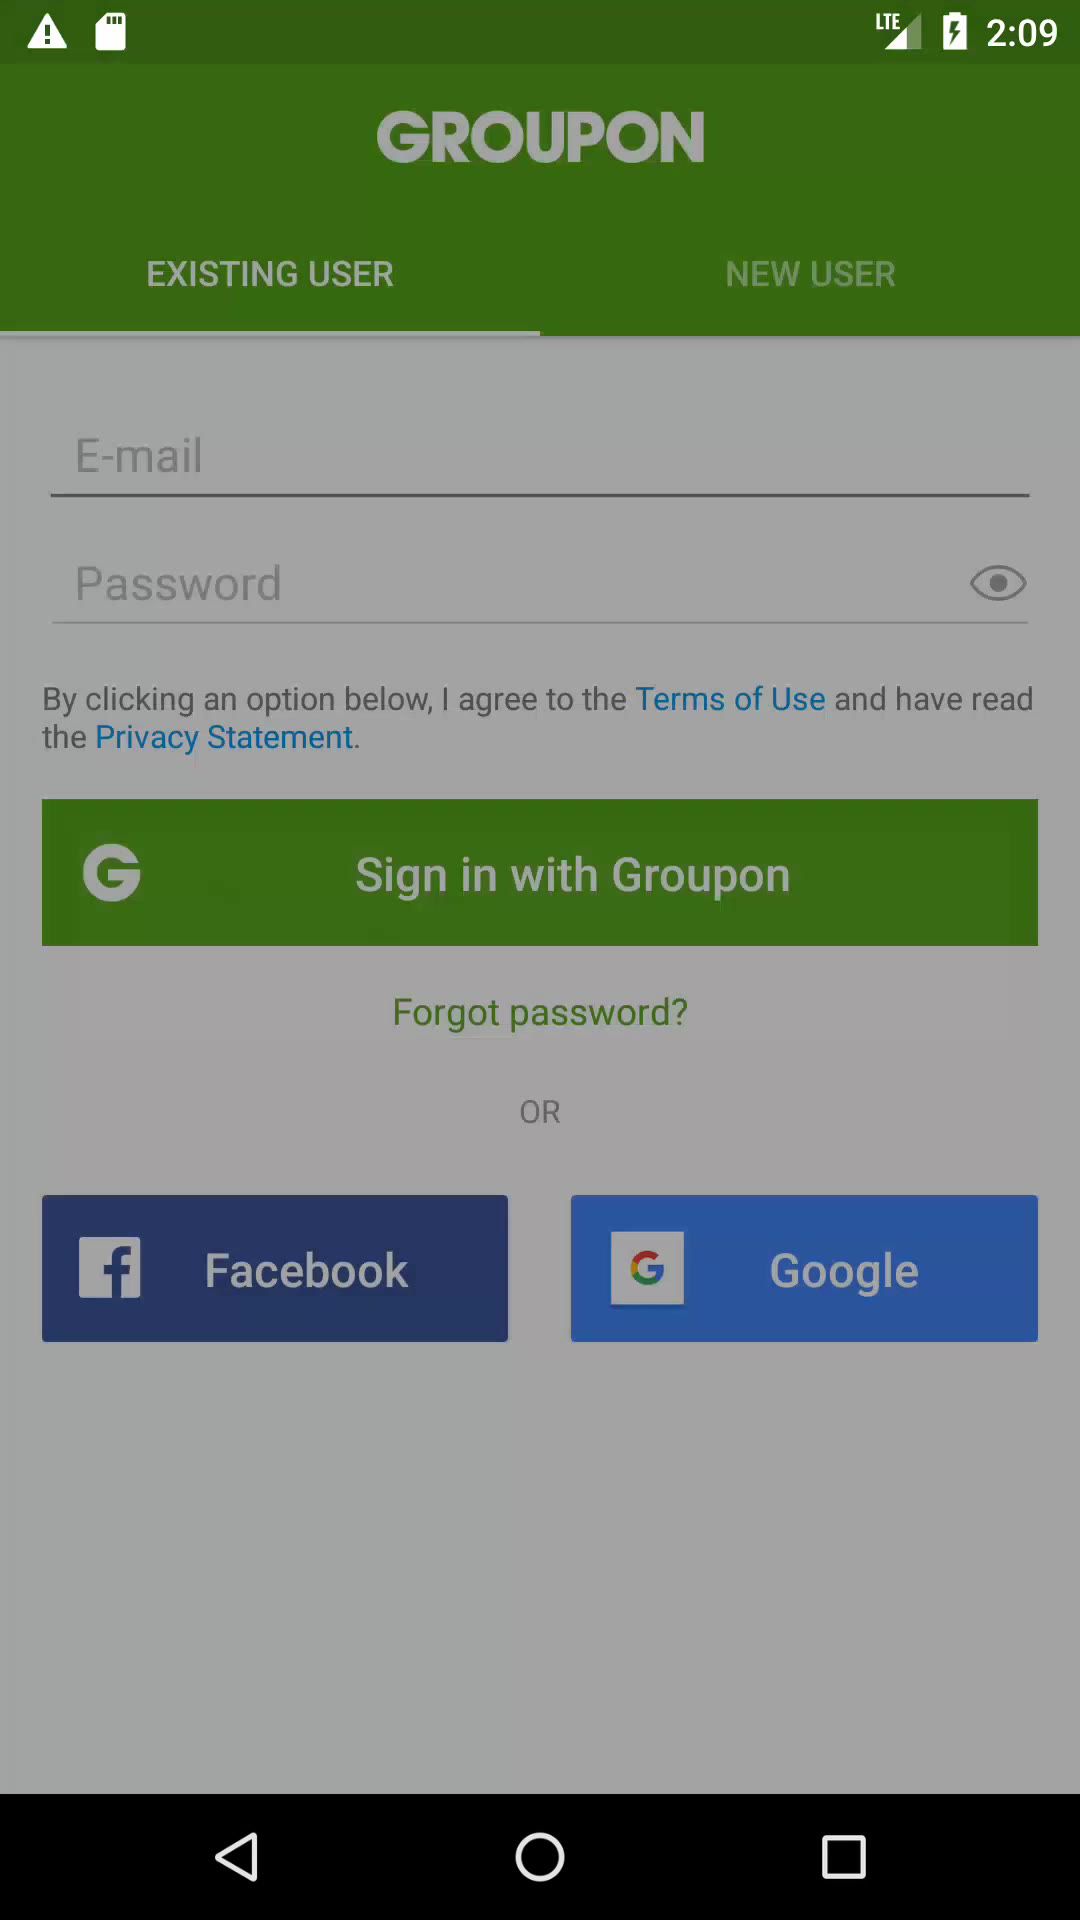 LTE 2:09
GROUPON
EXISTING USER NEW USER
E-mail
Password
By clicking an option below, I agree to the Terms of Use and have read
the Privacy Statement.
G Sign in with Groupon
Forgot password?
OR
f Facebook G Google